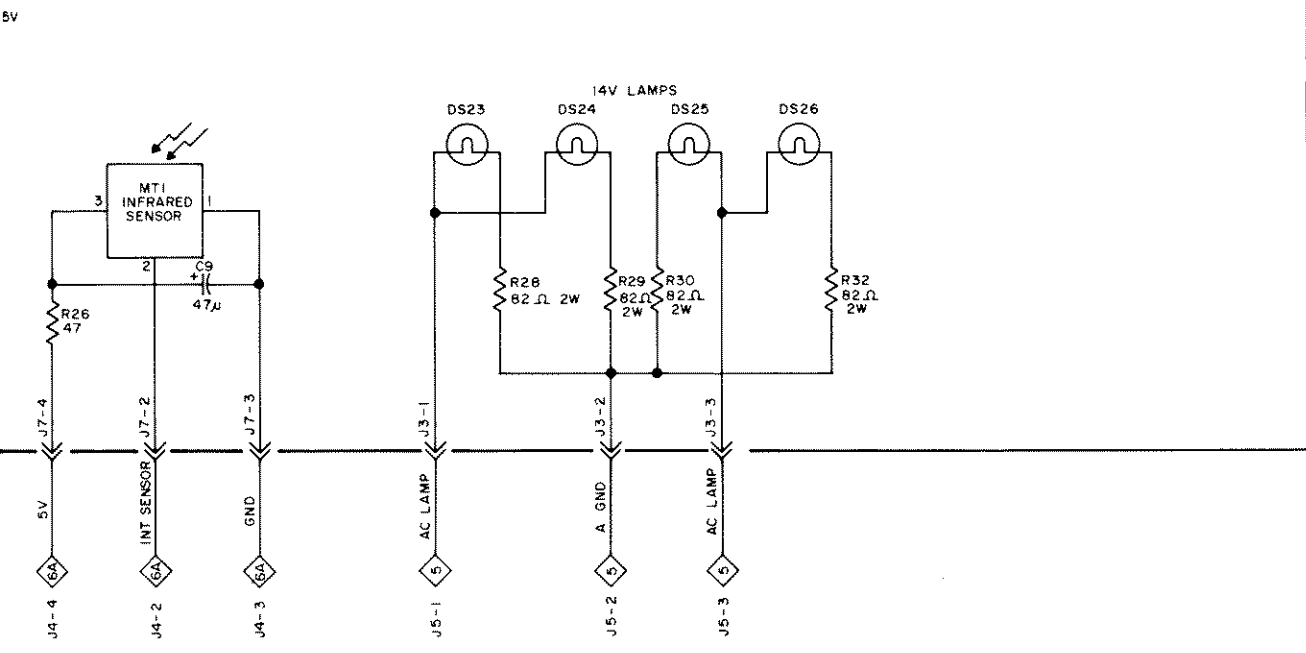 5V
14V LAMPS
DS23
DS24
DS25
DS26
MT1
INFRARED
SENSOR
3
1
2
C9
+
47µ
R26
47
R28
82Ω 2W
R29
82Ω
2W
R30
82Ω
2W
R32
82Ω
2W
J7-4
J7-2
J7-3
J3-1
J3-2
J3-3
5V
INT SENSOR
GND
AC LAMP
A GND
AC LAMP
6A
6A
6A
5
5
5
J4-4
J4-2
J4-3
J5-1
J5-2
J5-3